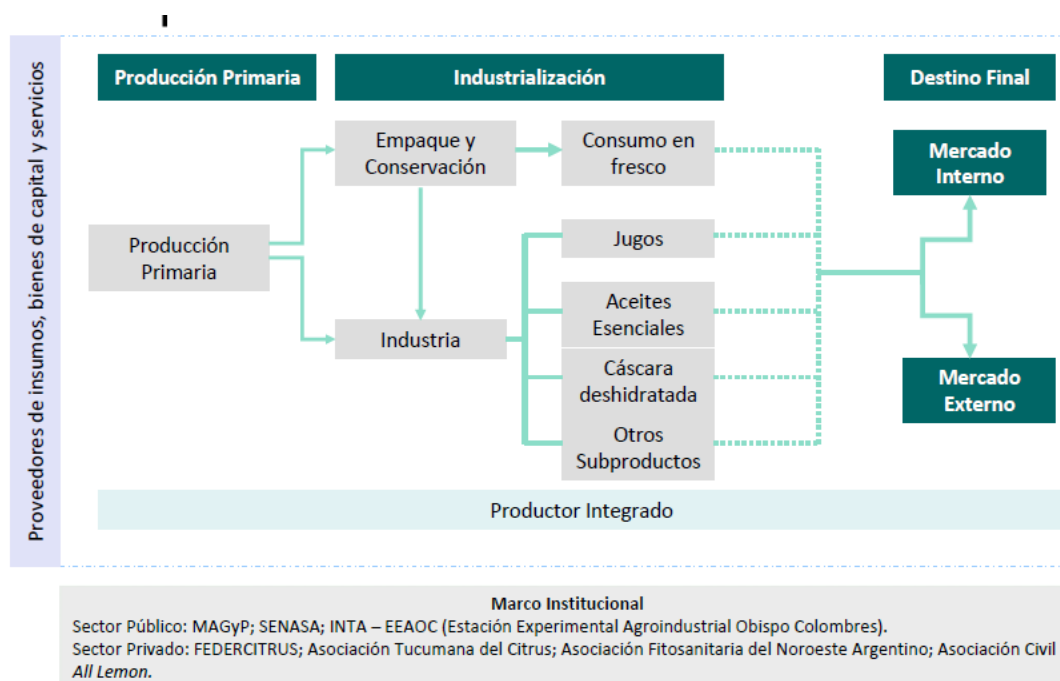 Proveedores de insumos, bienes de capital y servicios
Producción Primaria
Industrialización
Destino Final
Empaque y
Conservación
Consumo en
fresco
Mercado
Interno
Producción
Primaria
Jugos
Industria
Aceites
Esenciales
Cáscara
deshidratada
Mercado
Externo
Otros
Subproductos
Productor Integrado
Marco Institucional
Sector Público: MAGyP; SENASA; INTA – EEAOC (Estación Experimental Agroindustrial Obispo Colombres).
Sector Privado: FEDERCITRUS; Asociación Tucumana del Citrus; Asociación Fitosanitaria del Noroeste Argentino; Asociación Civil
All Lemon.